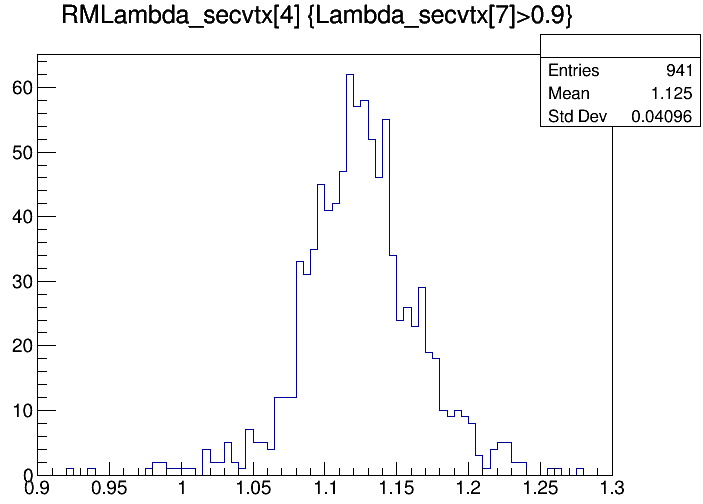 RMLambda_secvtx[4] {Lambda_secvtx[7]>0.9}
Entries 941
Mean 1.125
Std Dev 0.04096
60
50
40
30
20
10
0
0.9 0.95 1 1.05 1.1 1.15 1.2 1.25 1.3